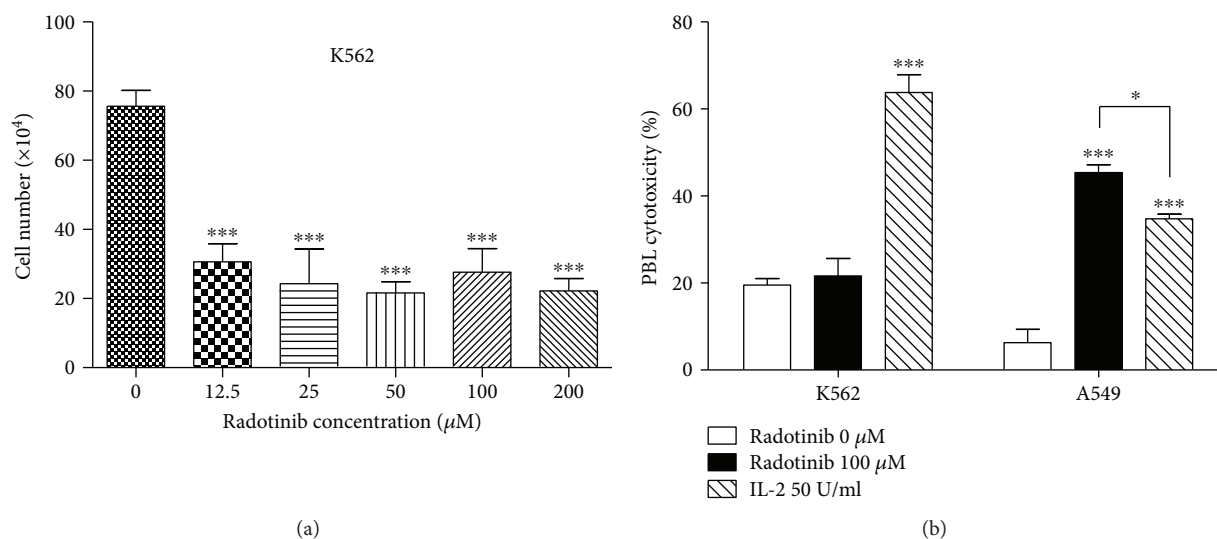 K562
Cell number (×10⁴)
100
80
60
40
20
0
***
***
***
***
***
0 12.5 25 50 100 200
Radotinib concentration (μM)
(a)
PBL cytotoxicity (%)
80
60
40
20
0
***
*
***
***
K562 A549
Radotinib 0 μM
Radotinib 100 μM
IL-2 50 U/ml
(b)